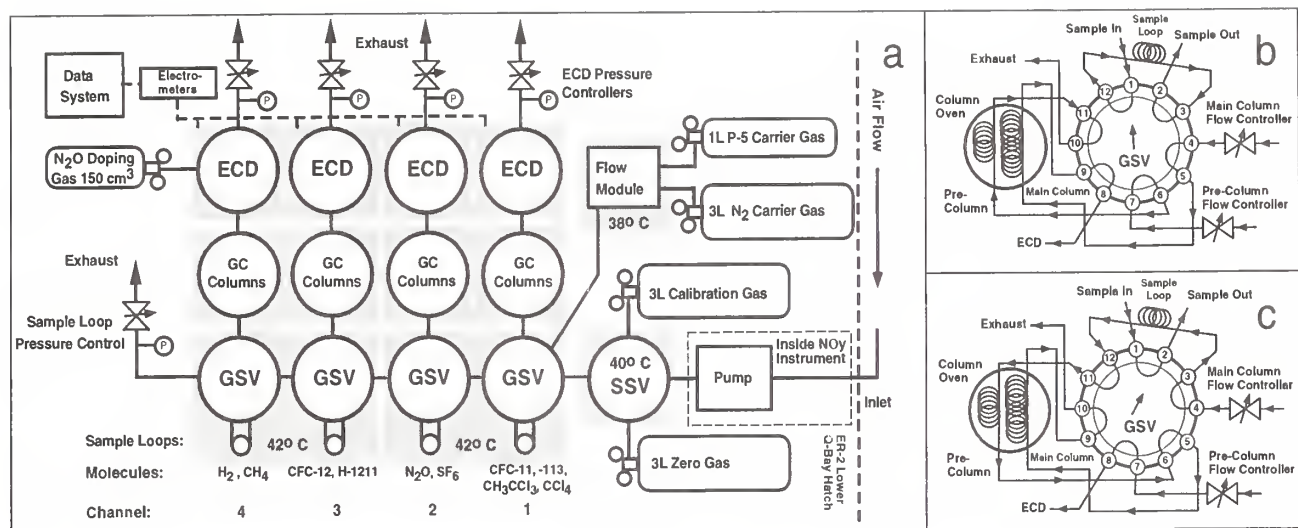 a
Exhaust
Data
System
Electro-
meters
P
P
P
P
ECD Pressure
Controllers
Air Flow
N2O Doping
Gas 150 cm3
ECD
ECD
ECD
ECD
Flow
Module
38o C
1L P-5 Carrier Gas
3L N2 Carrier Gas
GC
Columns
GC
Columns
GC
Columns
GC
Columns
Exhaust
Sample Loop
Pressure Control
P
3L Calibration Gas
GSV
GSV
GSV
GSV
40o C
SSV
Inside NOy
Instrument
Pump
Inlet
3L Zero Gas
ER-2 Lower
Q-Bay Hatch
Sample Loops:
42o C
42o C
Molecules:
H2 , CH4
CFC-12, H-1211
N2O, SF6
CFC-11, -113,
CH3CCl3, CCl4
Channel:
4
3
2
1
b
Sample In
Sample
Loop
Sample Out
Exhaust
Column
Oven
Main Column
Flow Controller
GSV
1
2
3
4
5
6
7
8
9
10
11
12
Pre-
Column
Main Column
Pre-Column
Flow Controller
ECD
c
Sample In
Sample
Loop
Sample Out
Exhaust
Column
Oven
Main Column
Flow Controller
GSV
1
2
3
4
5
6
7
8
9
10
11
12
Pre-
Column
Main Column
Pre-Column
Flow Controller
ECD